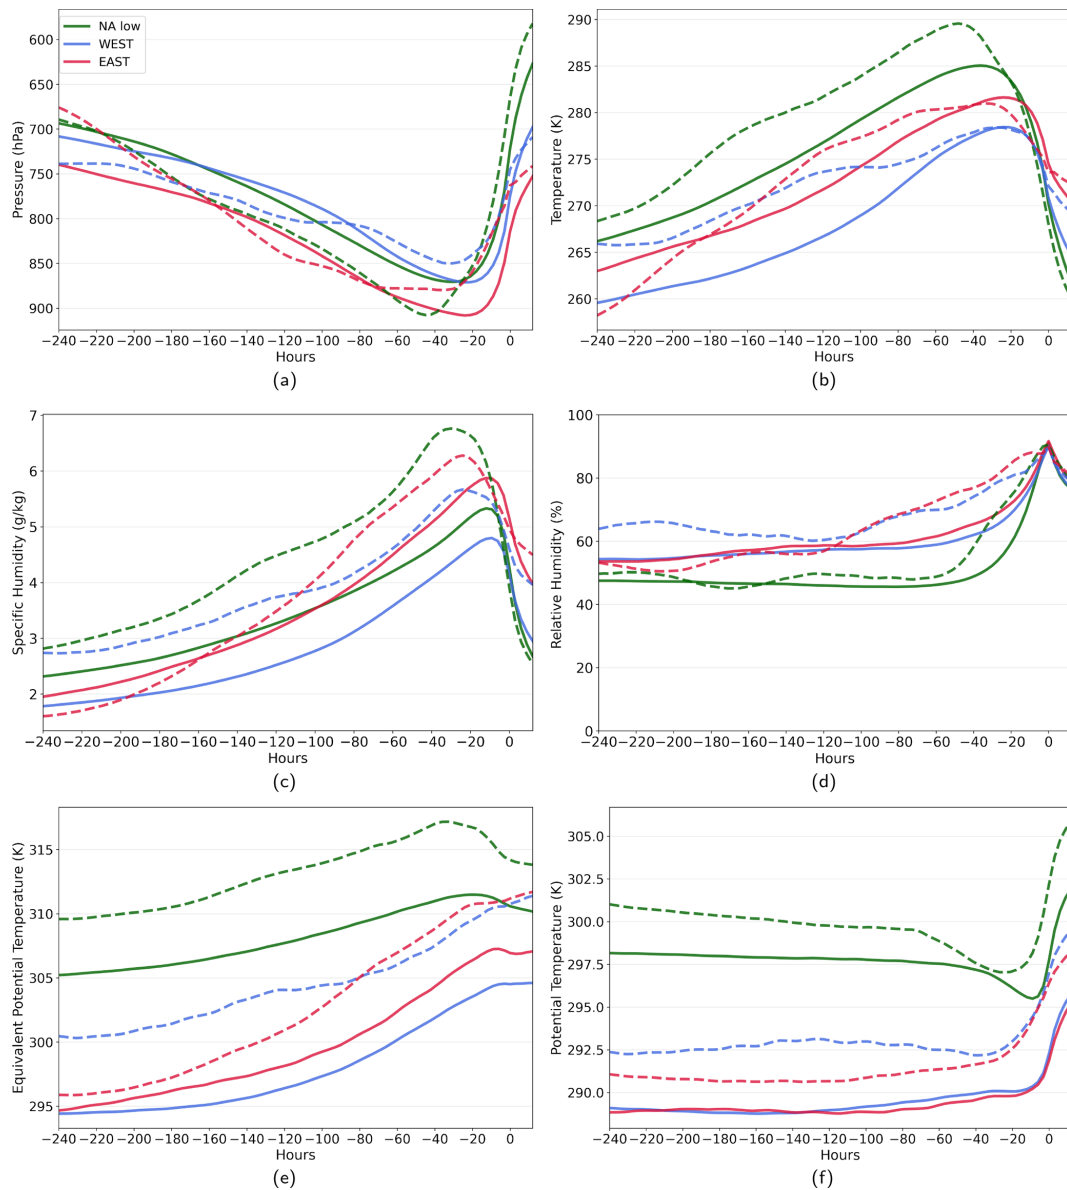 NA low
WEST
EAST
Pressure (hPa)
600
650
700
750
800
850
900
−240 −220 −200 −180 −160 −140 −120 −100 −80 −60 −40 −20 0
Hours
(a)
Temperature (K)
290
285
280
275
270
265
260
−240 −220 −200 −180 −160 −140 −120 −100 −80 −60 −40 −20 0
Hours
(b)
Specific Humidity (g/kg)
7
6
5
4
3
2
−240 −220 −200 −180 −160 −140 −120 −100 −80 −60 −40 −20 0
Hours
(c)
Relative Humidity (%)
100
80
60
40
20
0
−240 −220 −200 −180 −160 −140 −120 −100 −80 −60 −40 −20 0
Hours
(d)
Equivalent Potential Temperature (K)
315
310
305
300
295
−240 −220 −200 −180 −160 −140 −120 −100 −80 −60 −40 −20 0
Hours
(e)
Potential Temperature (K)
305.0
302.5
300.0
297.5
295.0
292.5
290.0
−240 −220 −200 −180 −160 −140 −120 −100 −80 −60 −40 −20 0
Hours
(f)